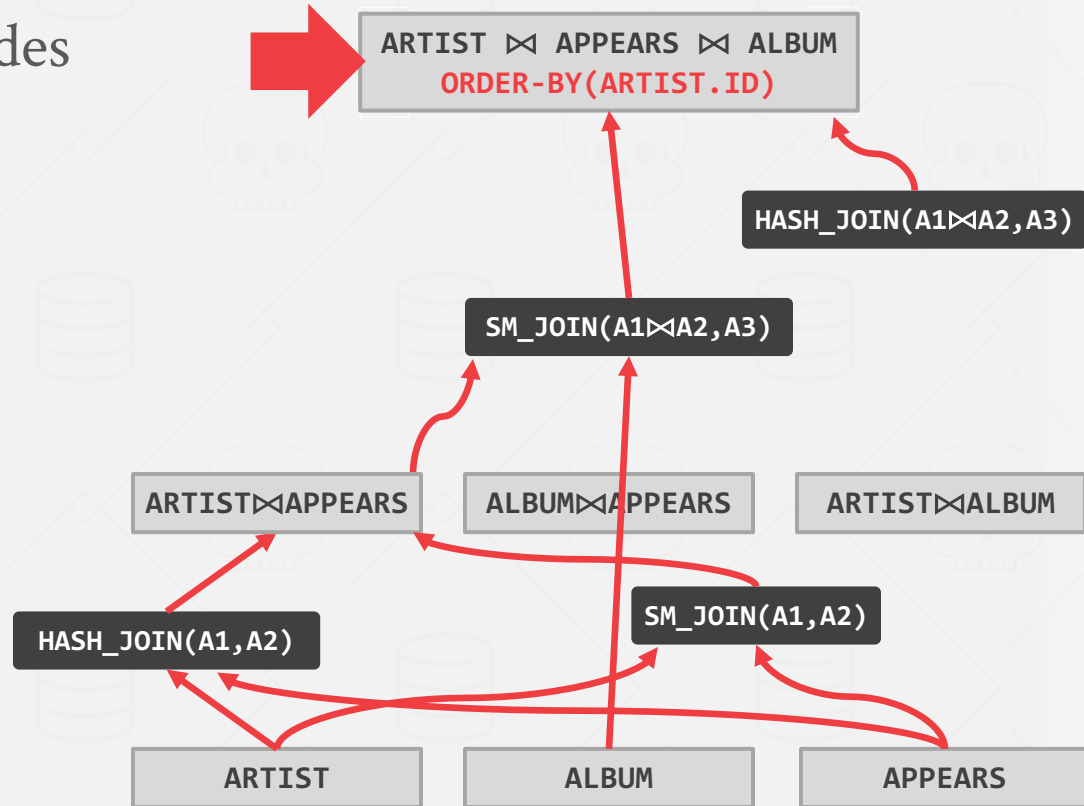 des
ARTIST ⋈ APPEARS ⋈ ALBUM
ORDER-BY(ARTIST.ID)
HASH_JOIN(A1⋈A2,A3)
SM_JOIN(A1⋈A2,A3)
ARTIST⋈APPEARS
ALBUM⋈APPEARS
ARTIST⋈ALBUM
HASH_JOIN(A1,A2)
SM_JOIN(A1,A2)
ARTIST
ALBUM
APPEARS